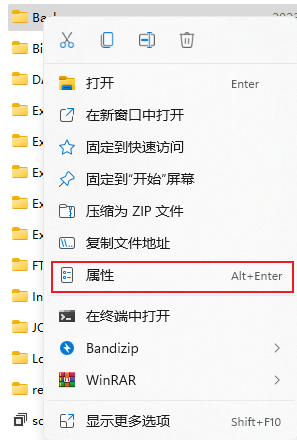 Bi
DA
Ex
Ex
Ex
Ex
Ex
FT
In
JC
Lo
re
打开 Enter
在新窗口中打开
固定到快速访问
固定到“开始”屏幕
压缩为 ZIP 文件
复制文件地址
属性 Alt+Enter
在终端中打开
Bandizip
WinRAR
显示更多选项 Shift+F10